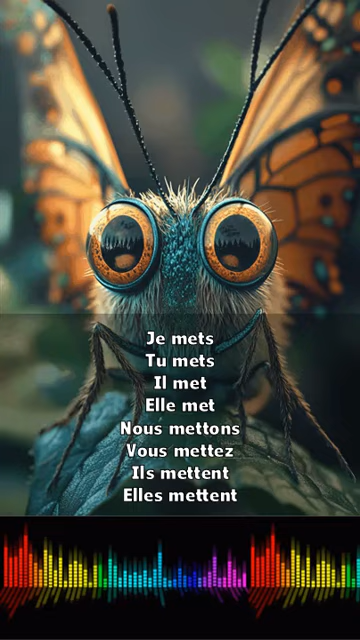 Je mets
Tu mets
Il met
Elle met
Nous mettons
Vous mettez
Ils mettent
Elles mettent